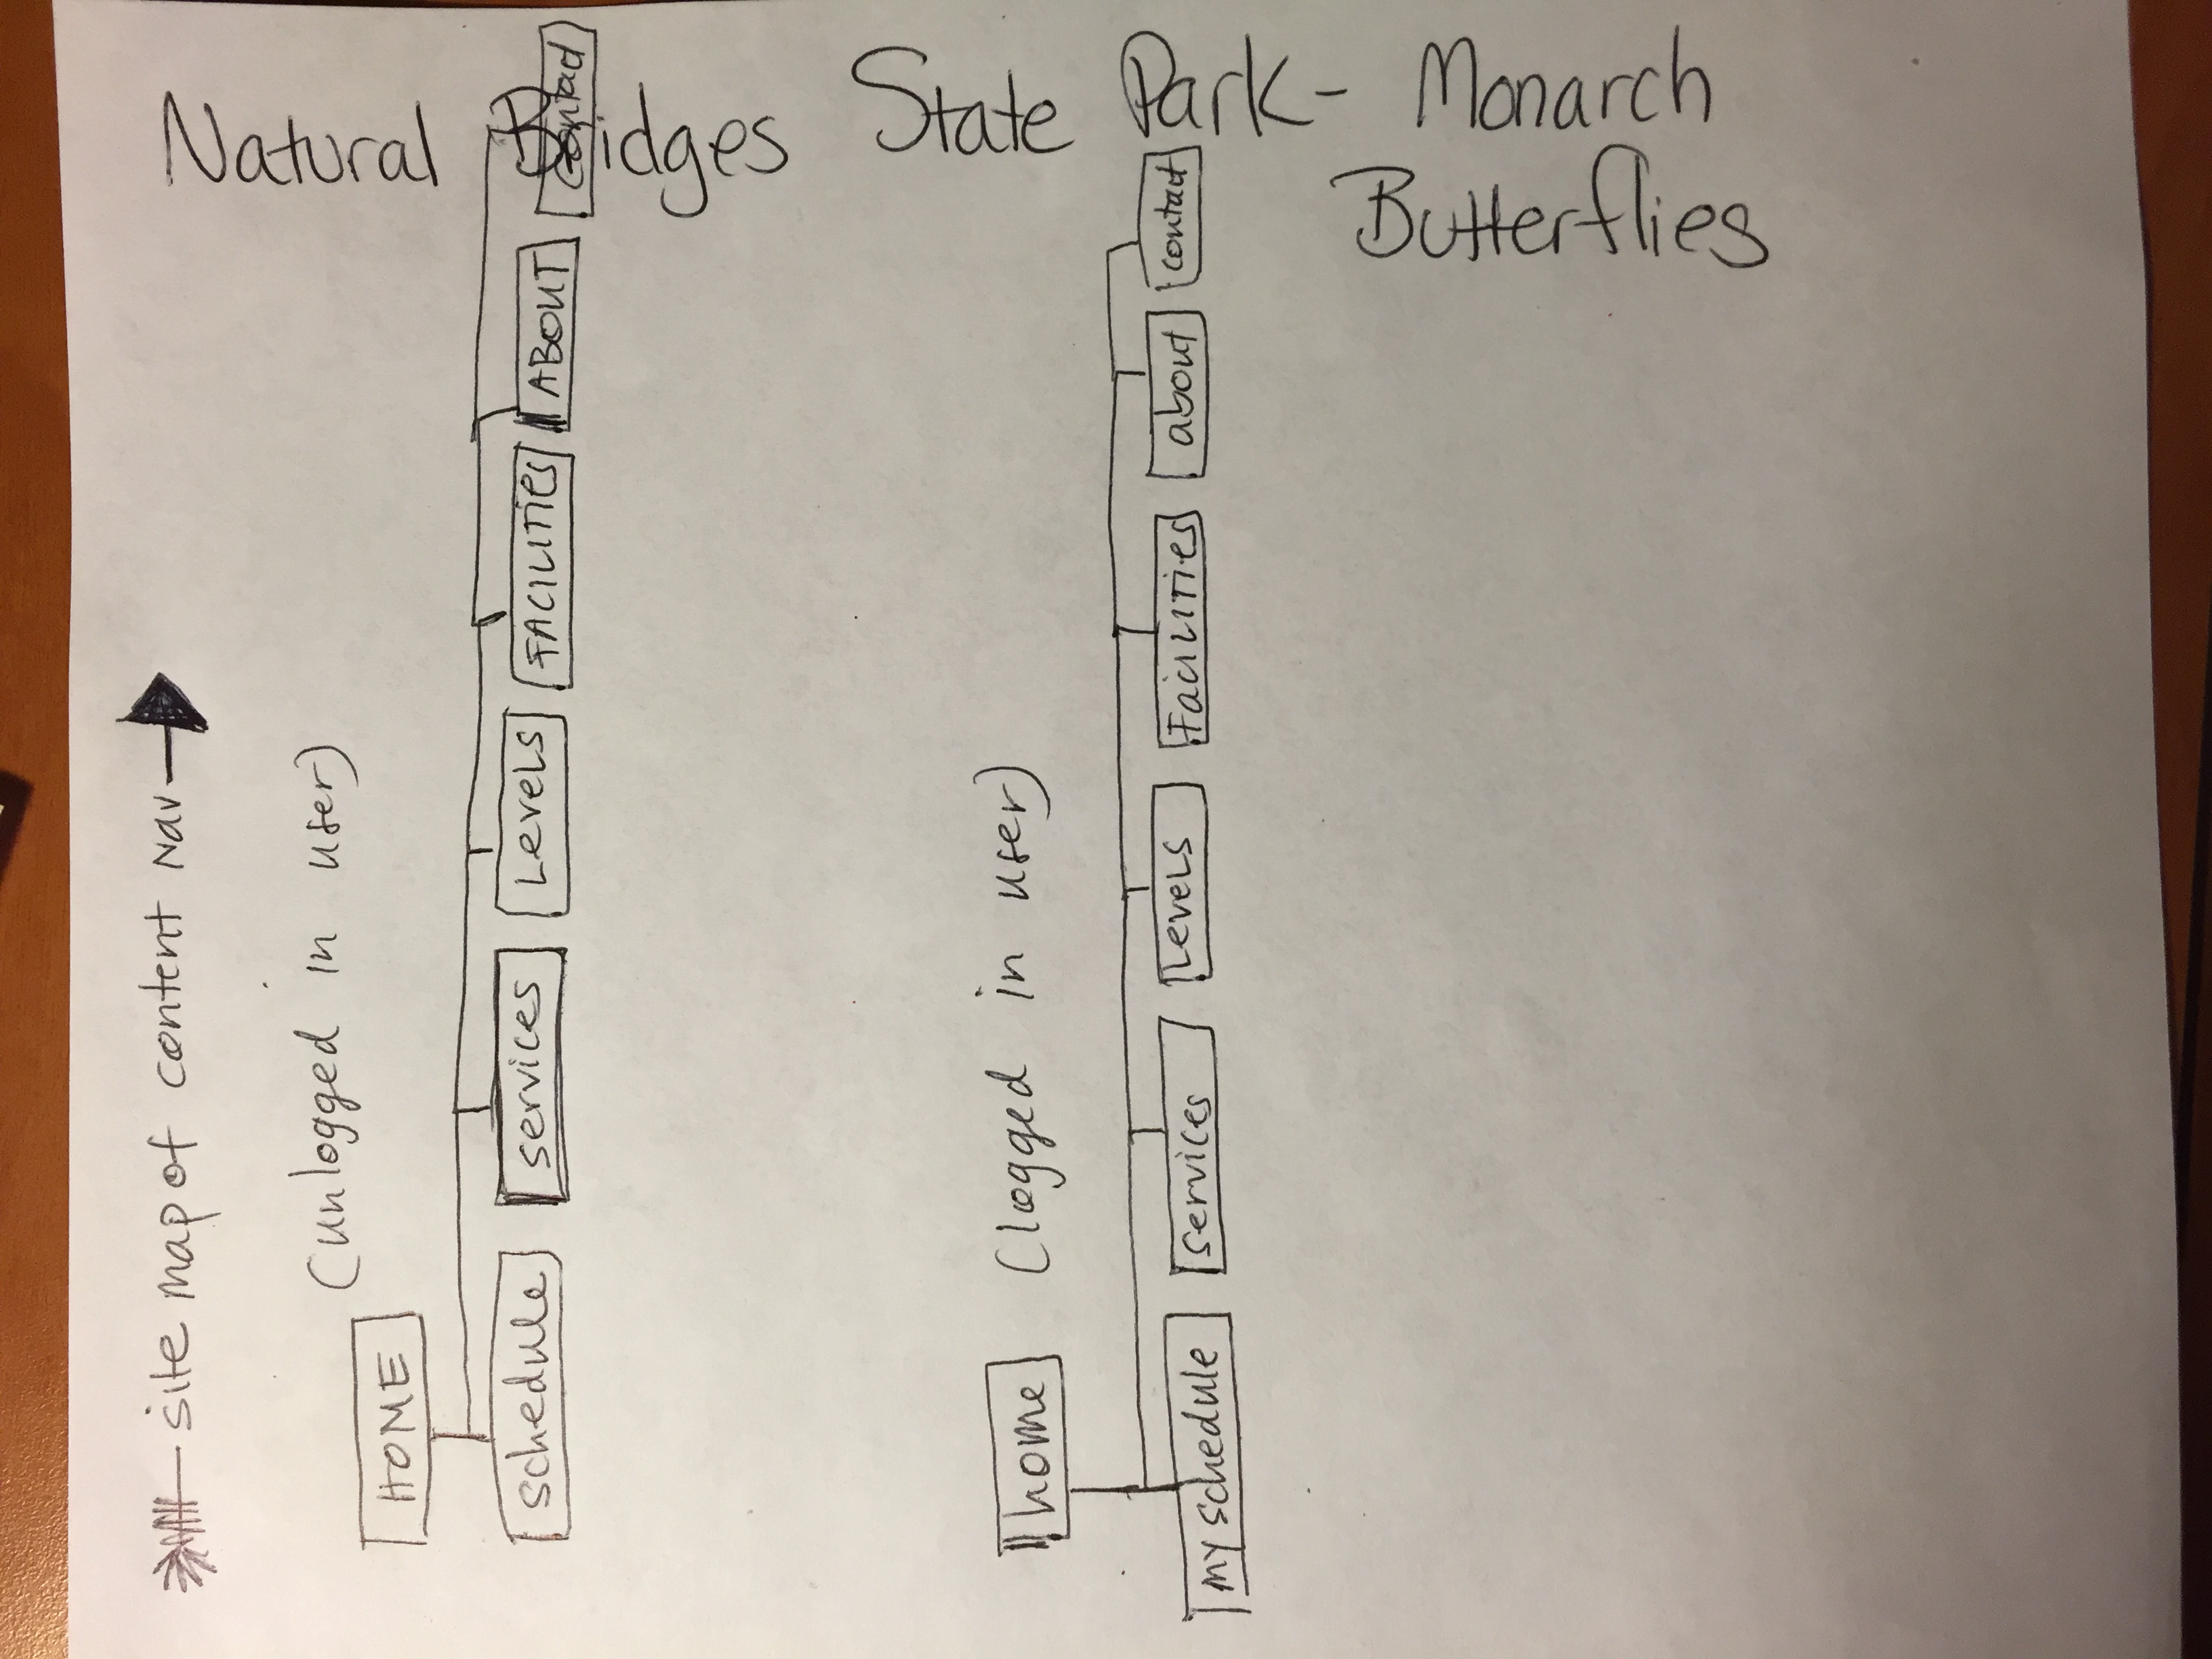 site map of content Nav
(unlogged in user)
HOME
schedule services Levels FACILITIES ABOUT Contact
home (logged in user)
my schedule services Levels Facilities about contact
Natural Bridges State Park - Monarch
Butterflies